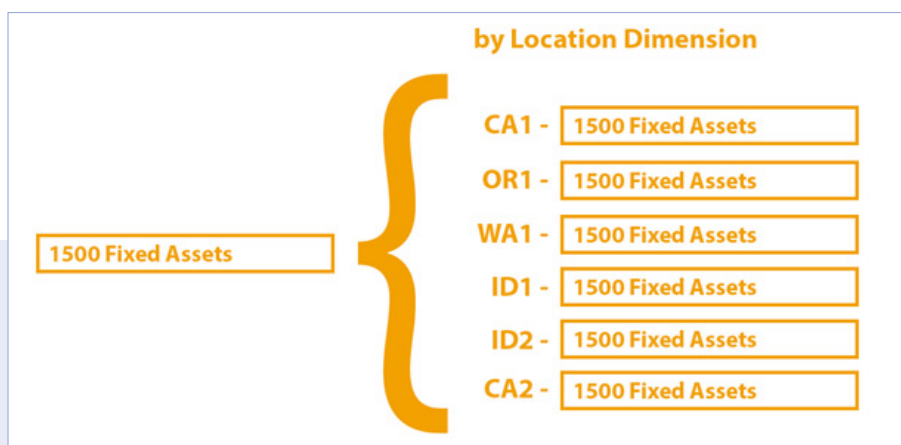 by Location Dimension
CA1 - 1500 Fixed Assets
OR1 - 1500 Fixed Assets
WA1 - 1500 Fixed Assets
1500 Fixed Assets
ID1 - 1500 Fixed Assets
ID2 - 1500 Fixed Assets
CA2 - 1500 Fixed Assets